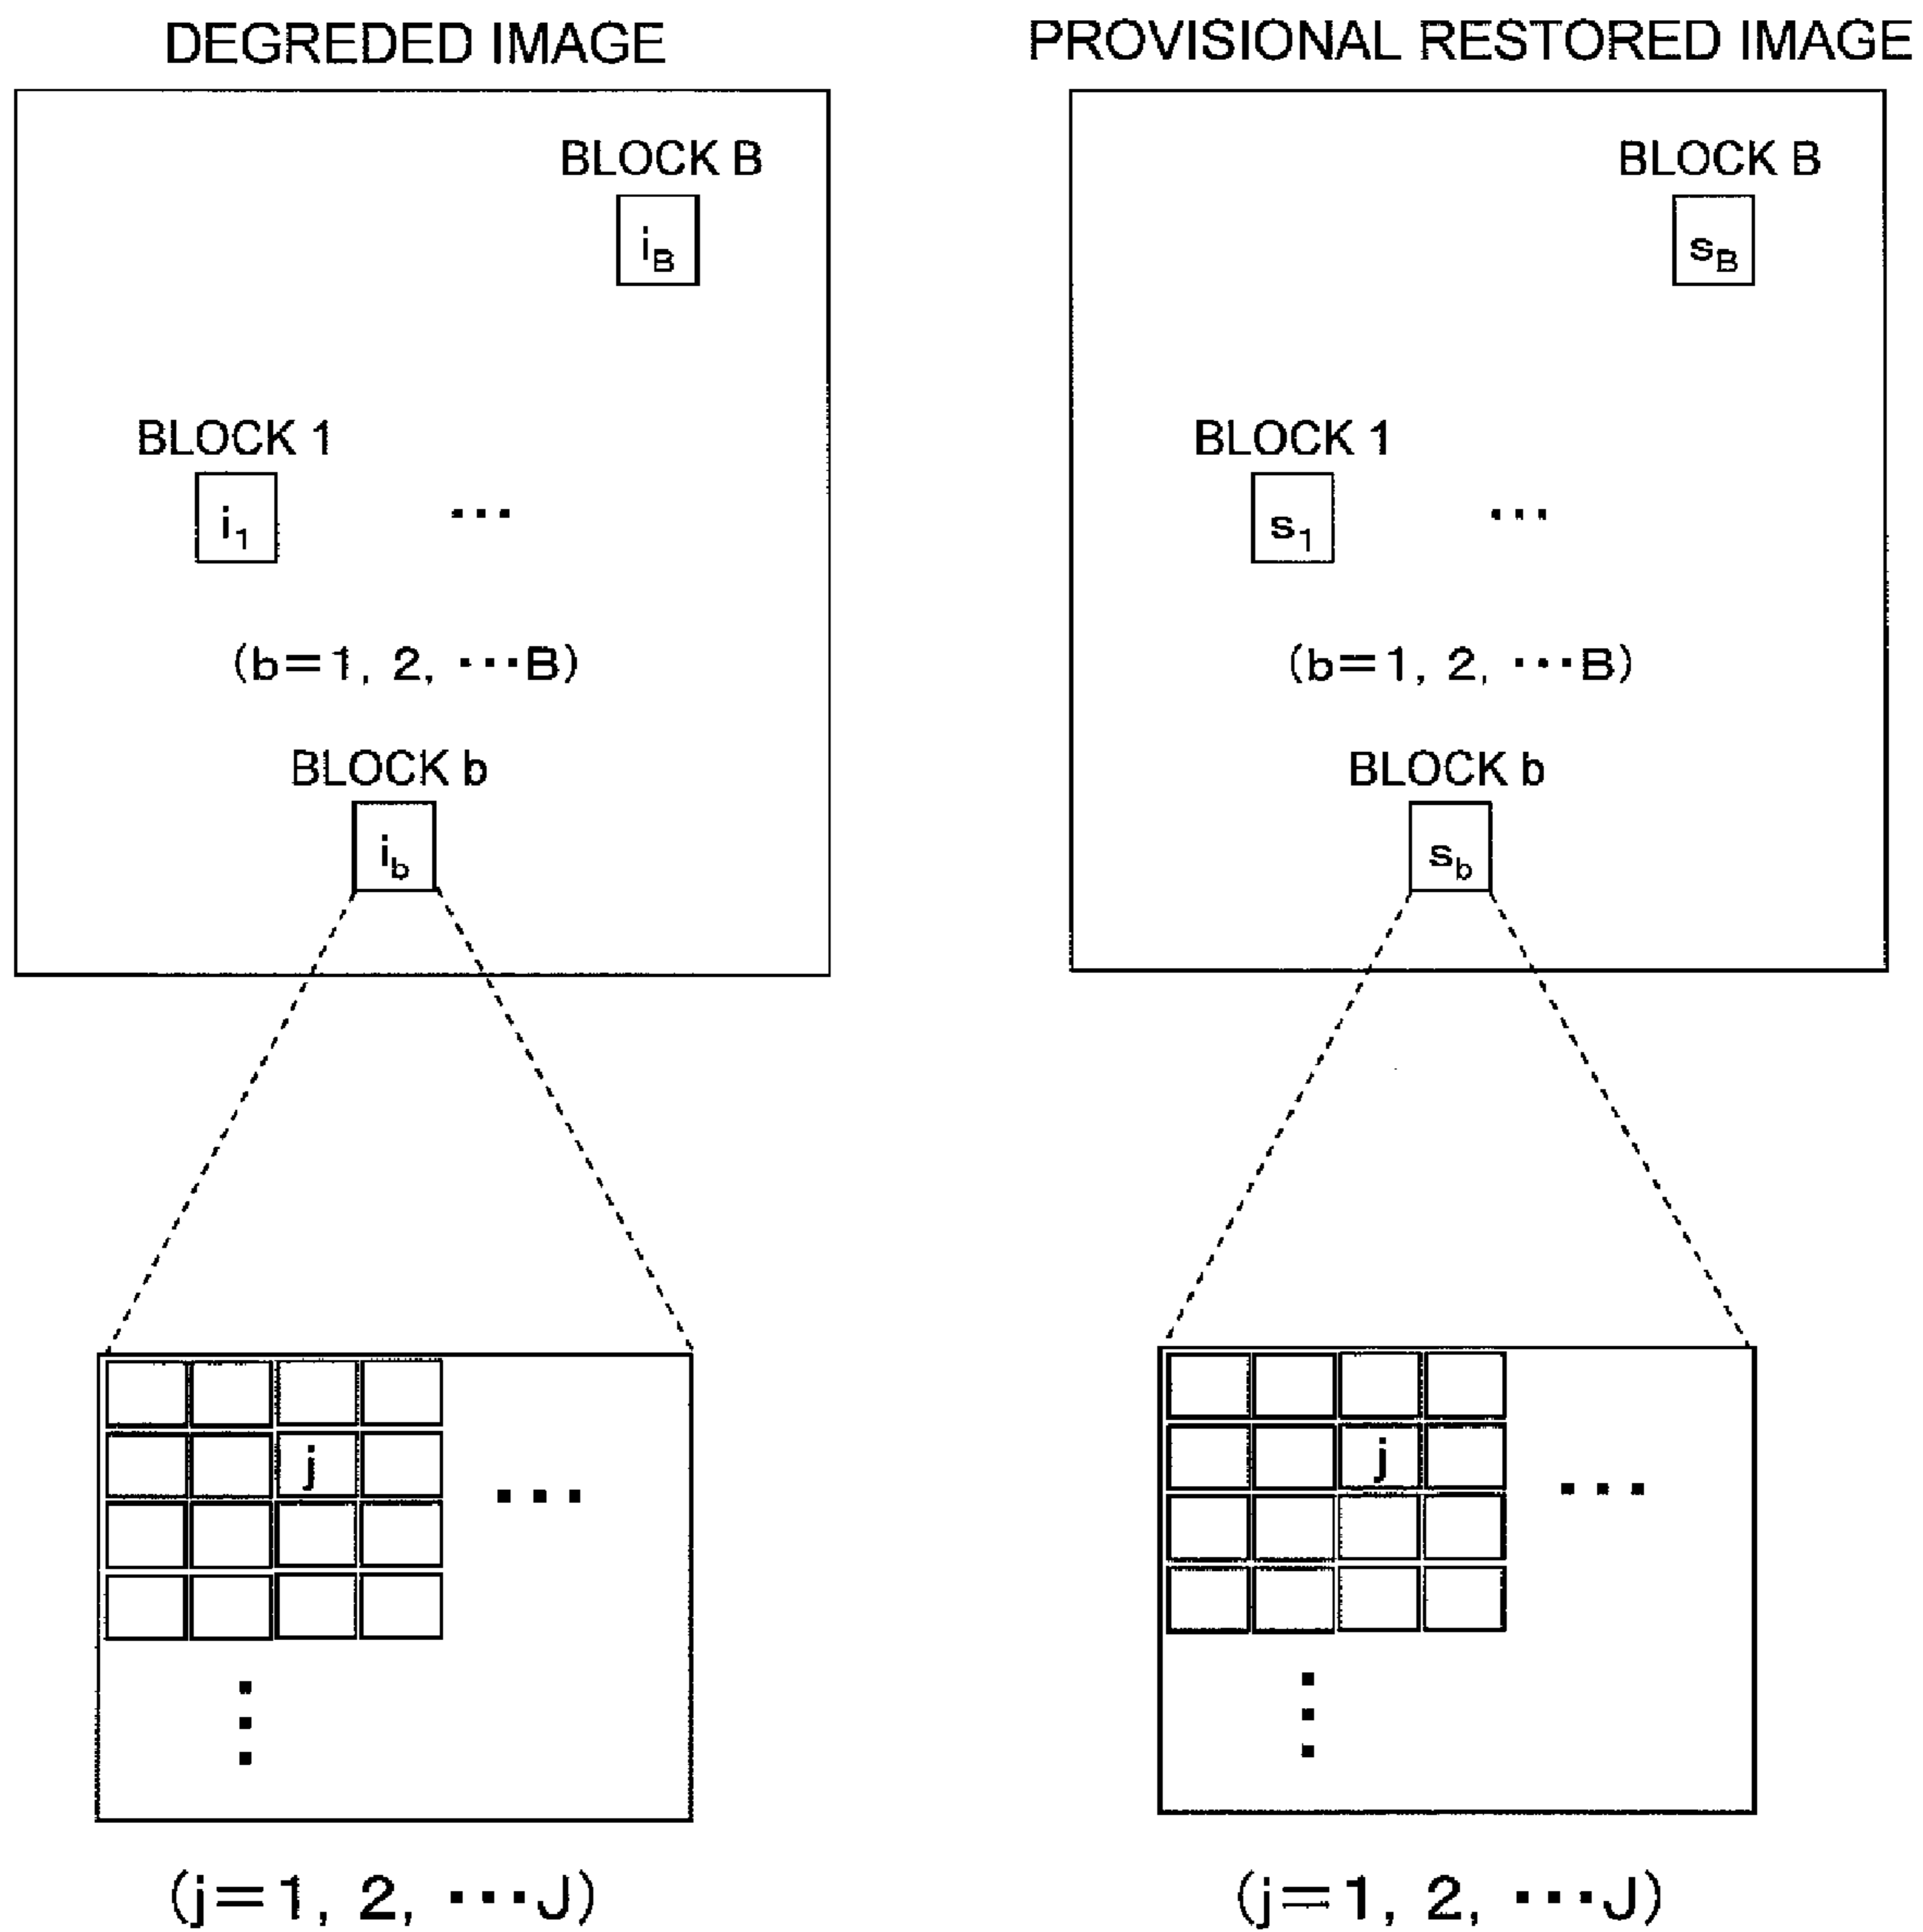 DEGREDED IMAGE
BLOCK B
i_B
BLOCK 1
i_1
...
(b=1, 2, ···B)
BLOCK b
i_b
j
...
(j=1, 2, ···J)
PROVISIONAL RESTORED IMAGE
BLOCK B
s_B
BLOCK 1
s_1
...
(b=1, 2, ···B)
BLOCK b
s_b
j
...
(j=1, 2, ···J)